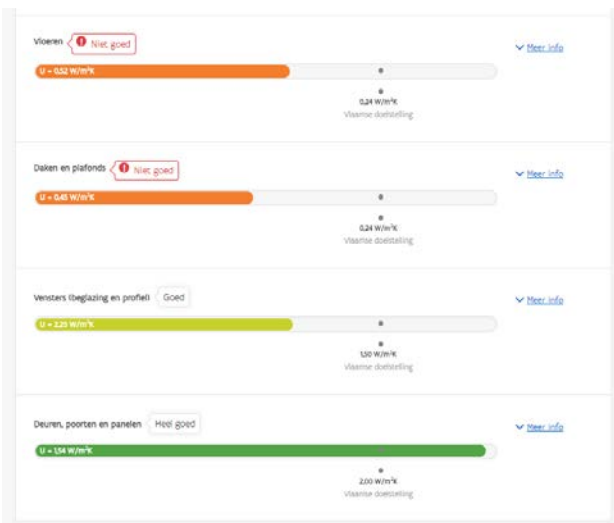 Vloeren
Niet goed
Meer info
U = 0,52 W/m²K
0,24 W/m²K
Vlaamse doelstelling
Daken en plafonds
Niet goed
Meer info
U = 0,45 W/m²K
0,24 W/m²K
Vlaamse doelstelling
Vensters (beglazing en profiel)
Goed
Meer info
U = 2,20 W/m²K
1,50 W/m²K
Vlaamse doelstelling
Deuren, poorten en panelen
Heel goed
Meer info
U = 1,54 W/m²K
2,00 W/m²K
Vlaamse doelstelling